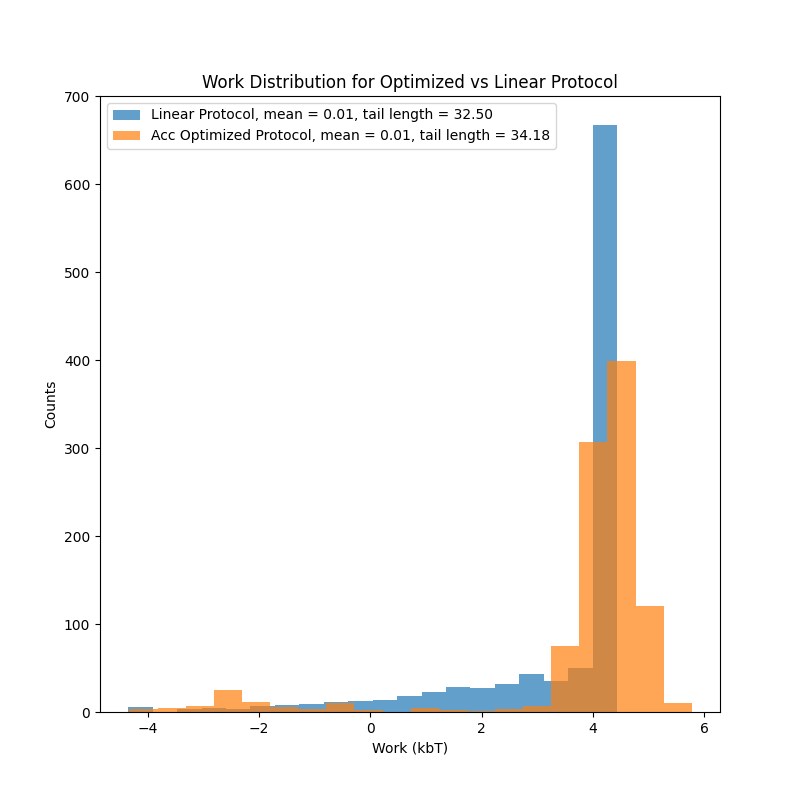 Work Distribution for Optimized vs Linear Protocol
Linear Protocol, mean = 0.01, tail length = 32.50
Acc Optimized Protocol, mean = 0.01, tail length = 34.18
700
600
500
400
300
200
100
0
Counts
−4
−2
0
2
4
6
Work (kbT)